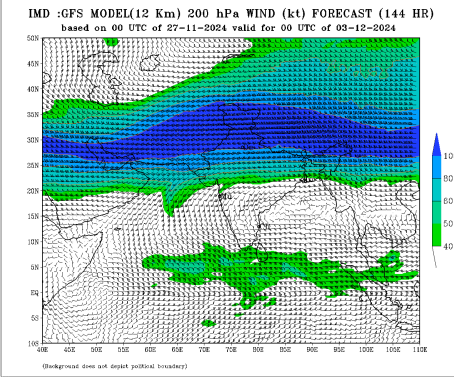 IMD :GFS MODEL(12 Km) 200 hPa WIND (kt) FORECAST (144 HR)
based on 00 UTC of 27-11-2024 valid for 00 UTC of 03-12-2024
50N
45N
40N
35N
30N
25N
20N
15N
10N
5N
EQ
5S
10S
40E 45E 50E 55E 60E 65E 70E 75E 80E 85E 90E 95E 100E 105E 110E
10
80
60
50
40
(Background does not depict political boundary)